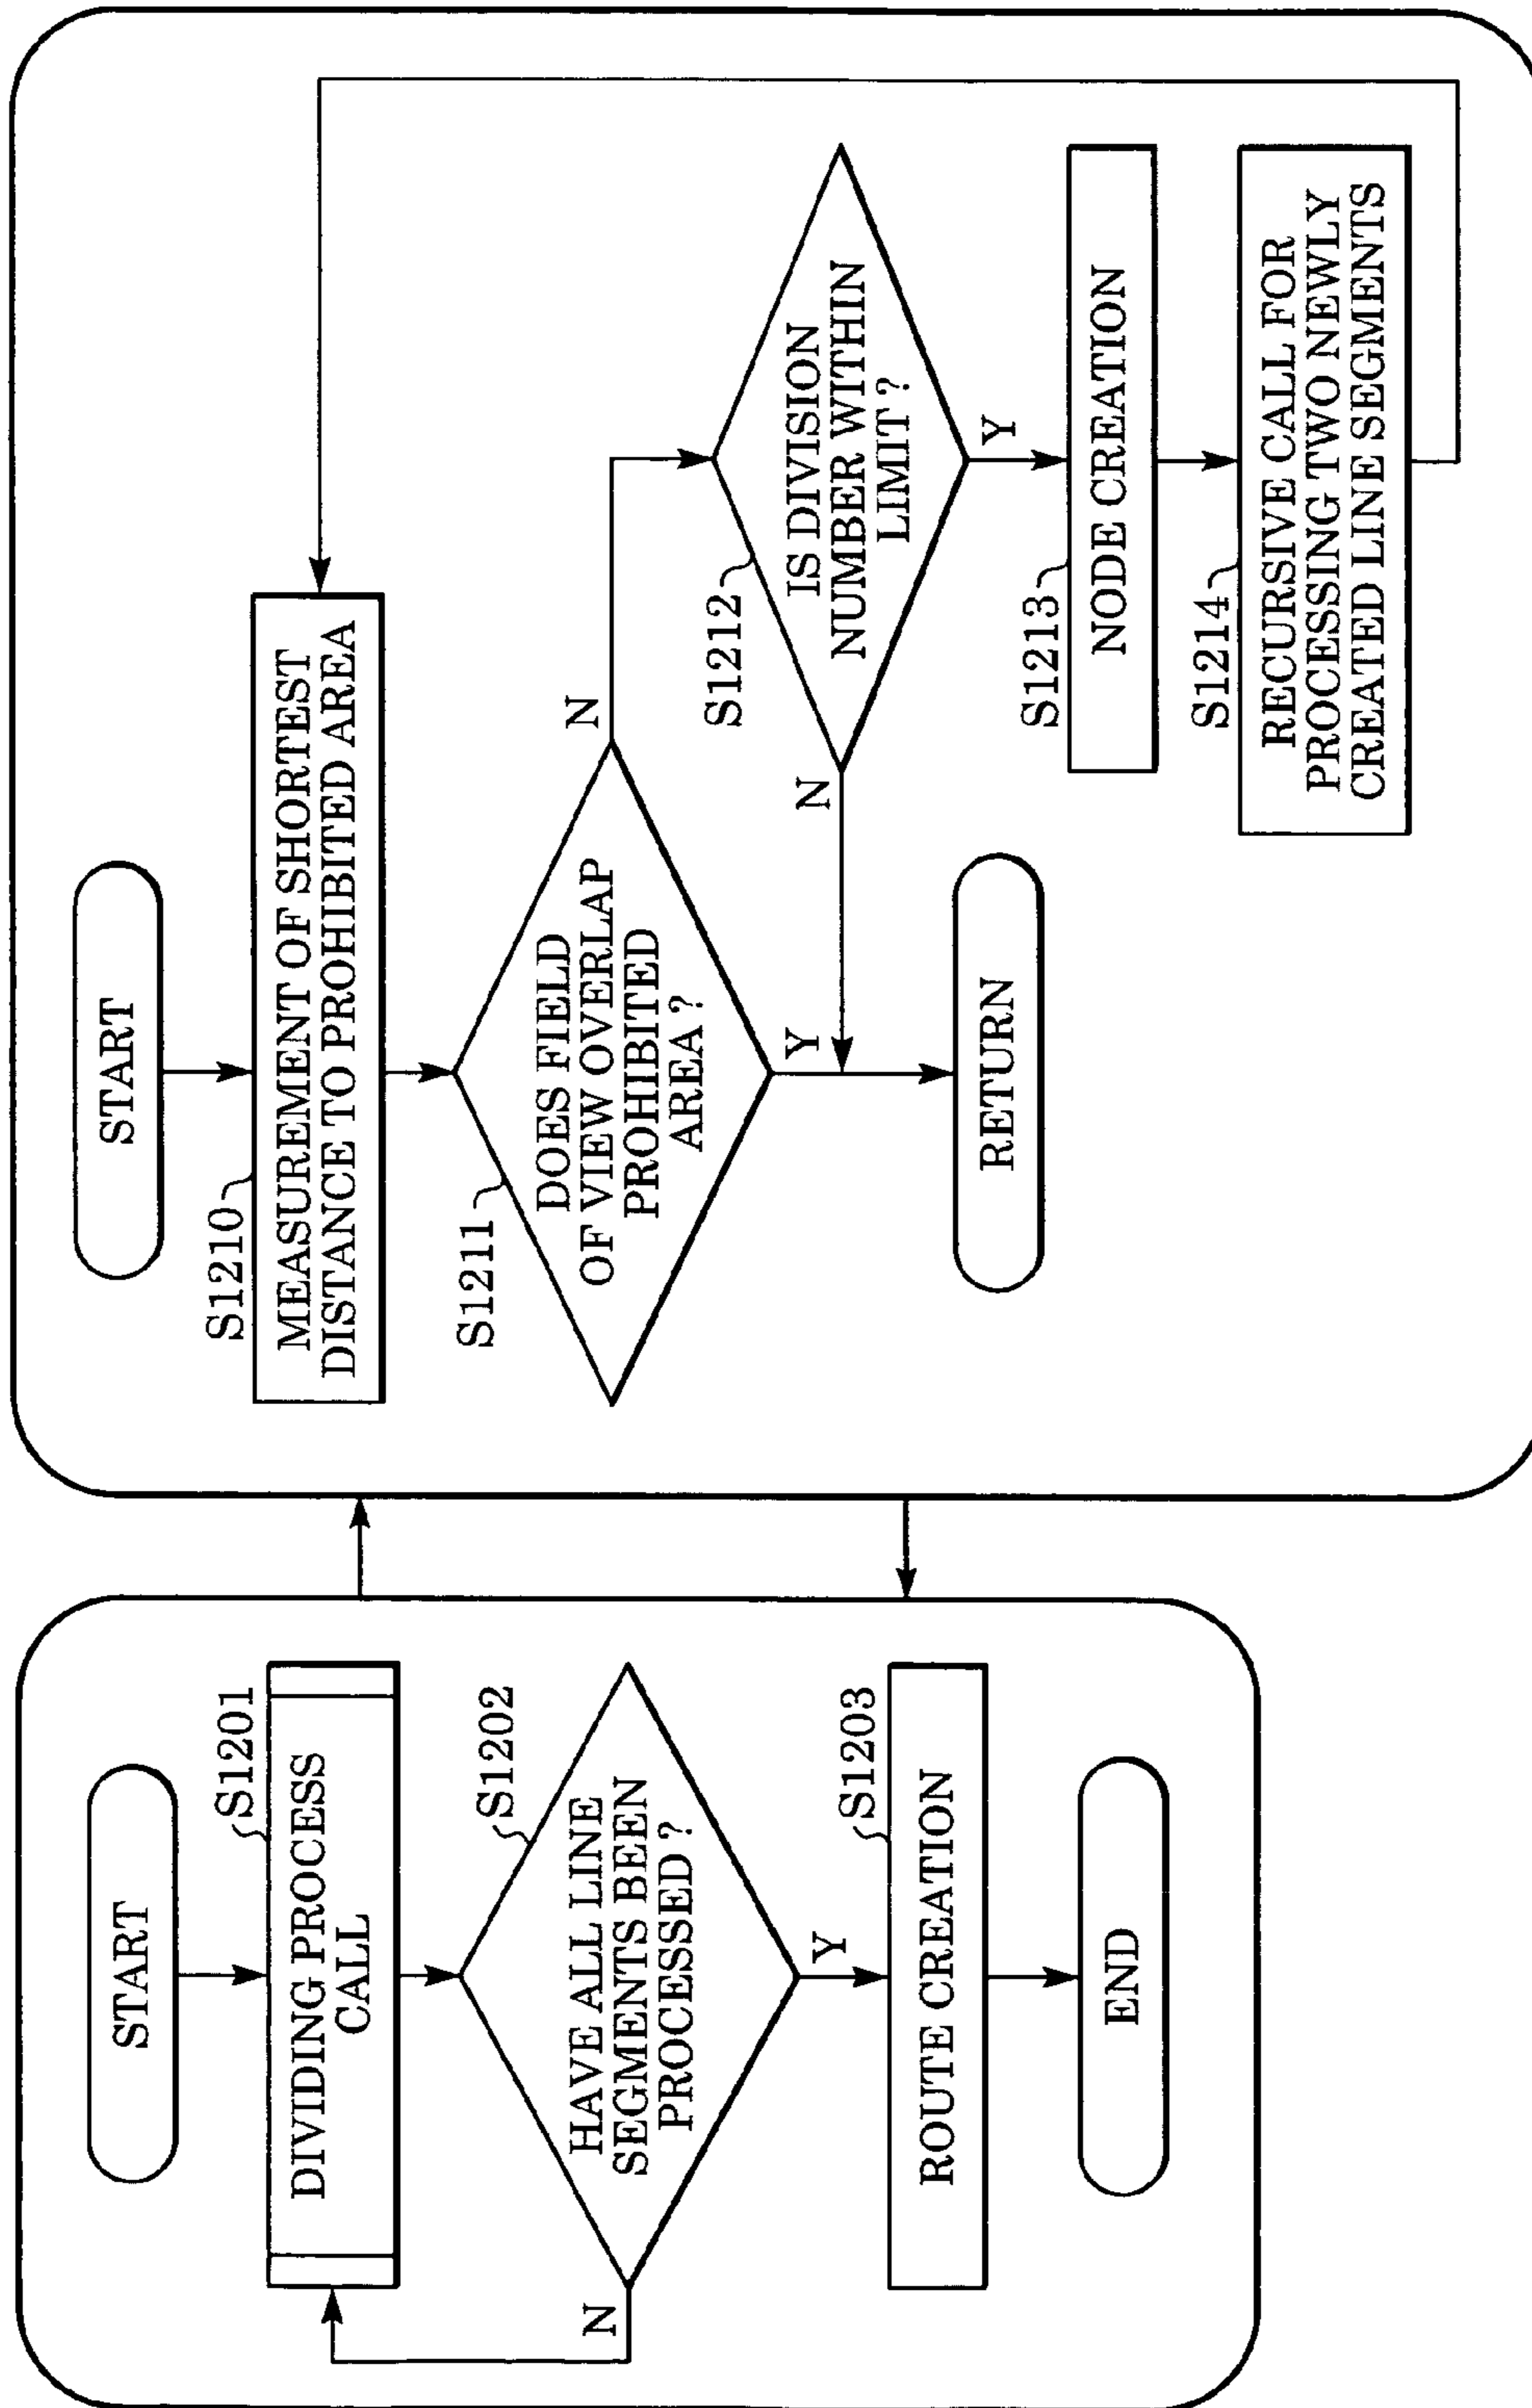 START
S1201
DIVIDING PROCESS
CALL
S1202
HAVE ALL LINE
SEGMENTS BEEN
PROCESSED?
N
Y
S1203
ROUTE CREATION
END
START
S1210
MEASUREMENT OF SHORTEST
DISTANCE TO PROHIBITED AREA
S1211
DOES FIELD
OF VIEW OVERLAP
PROHIBITED
AREA?
N
Y
S1212
IS DIVISION
NUMBER WITHIN
LIMIT?
N
Y
S1213
NODE CREATION
S1214
RECURSIVE CALL FOR
PROCESSING TWO NEWLY
CREATED LINE SEGMENTS
RETURN